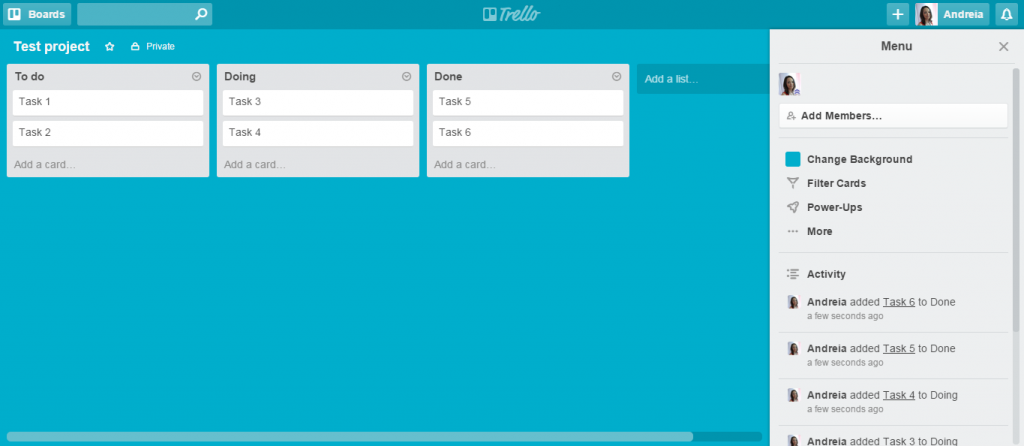 Boards
Trello
Andreia
Test project
Private
To do
Task 1
Task 2
Add a card...
Doing
Task 3
Task 4
Add a card...
Done
Task 5
Task 6
Add a card...
Add a list...
Menu
Add Members...
Change Background
Filter Cards
Power-Ups
More
Activity
Andreia added Task 6 to Done
a few seconds ago
Andreia added Task 5 to Done
a few seconds ago
Andreia added Task 4 to Doing
a few seconds ago
Andreia added Task 3 to Doing